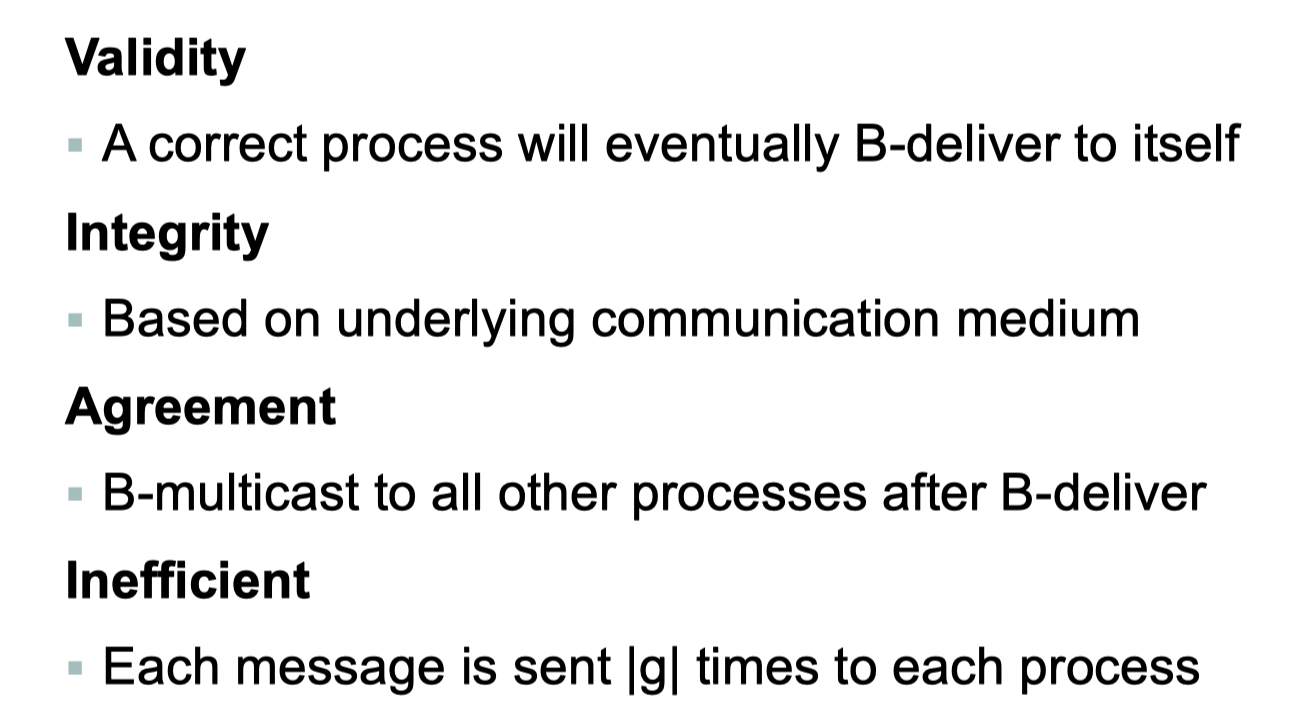 Validity
▪ A correct process will eventually B-deliver to itself
Integrity
▪ Based on underlying communication medium
Agreement
▪ B-multicast to all other processes after B-deliver
Inefficient
▪ Each message is sent |g| times to each process